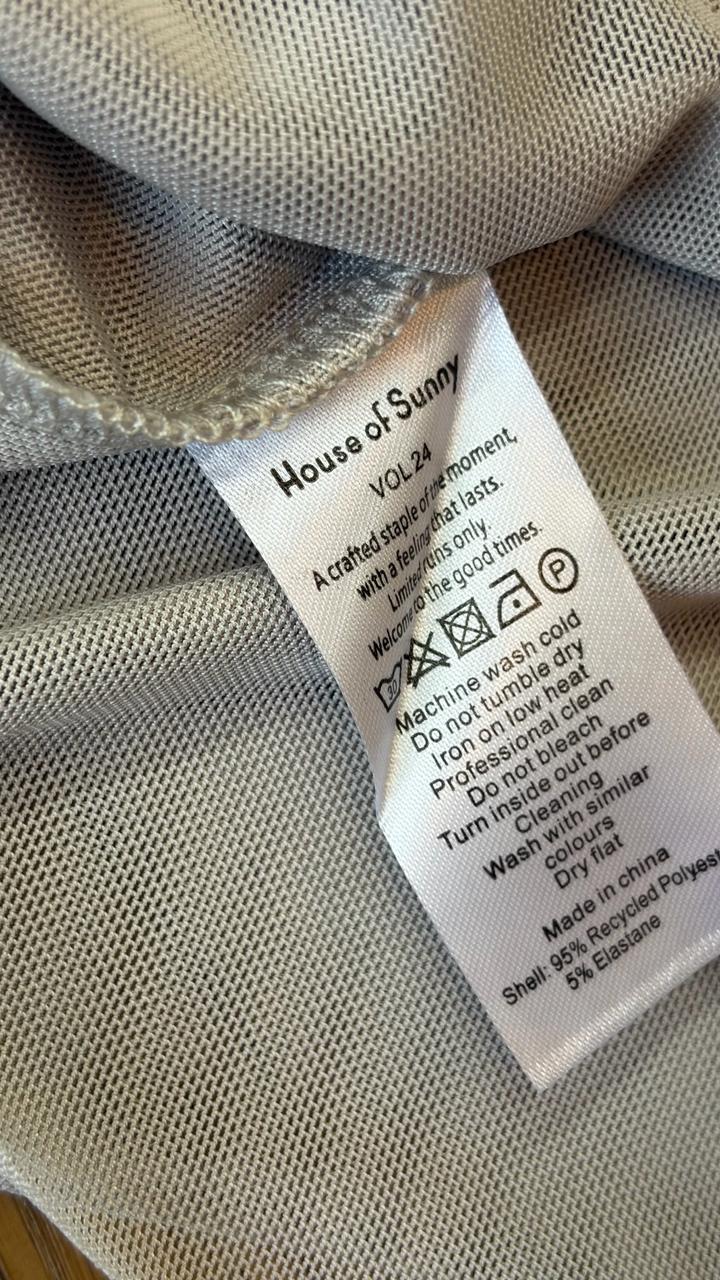 House of Sunny
VOL 24
A crafted staple of the moment,
with a feeling that lasts.
Limited runs only.
Welcome to the good times.
30 P
Machine wash cold
Do not tumble dry
Iron on low heat
Professional clean
Do not bleach
Turn inside out before
Cleaning
Wash with similar
colours
Dry flat
Made in china
Shell: 95% Recycled Polyest
5% Elastane